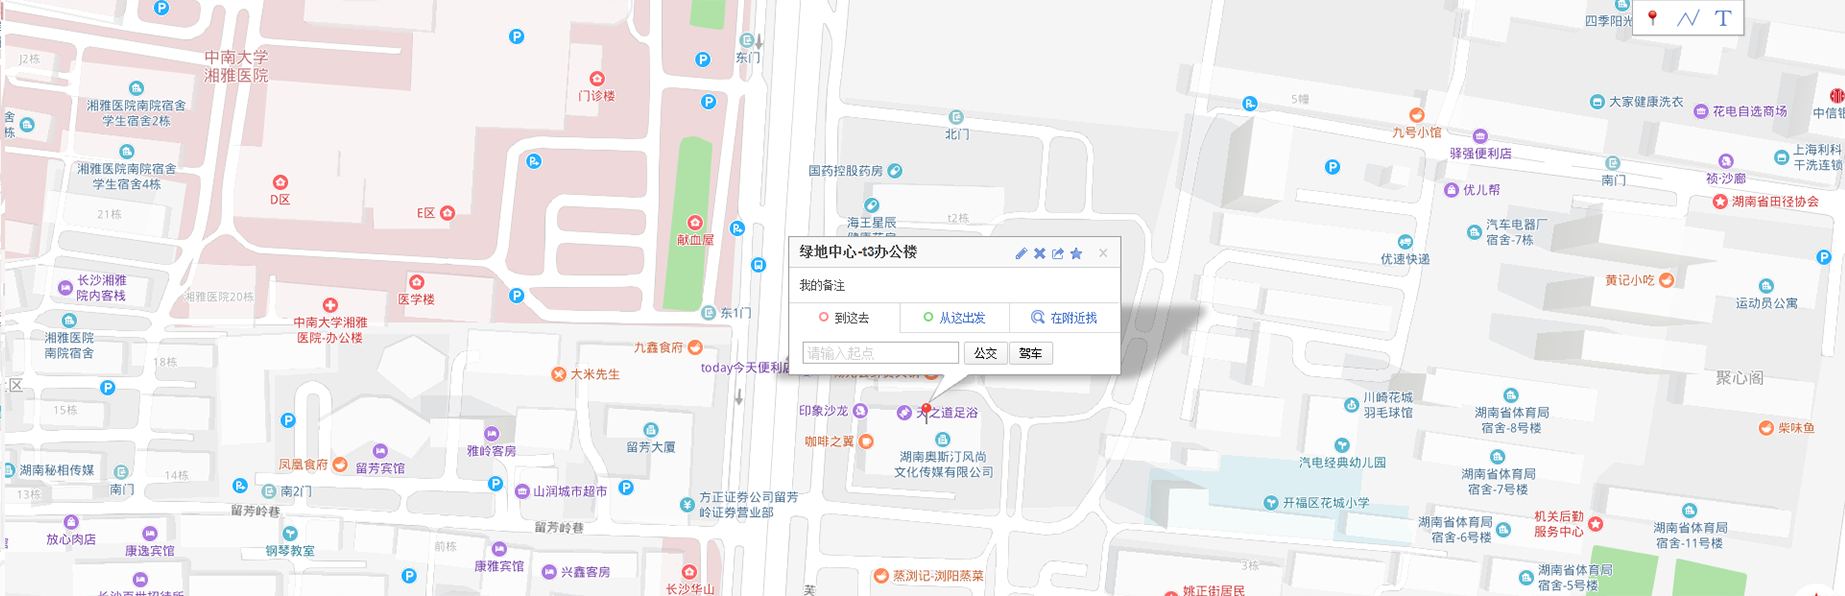 四季阳光
T
中南大学
湘雅医院
J2栋
东门
门诊楼
湘雅医院南院宿舍
学生宿舍2栋
舍
栋
5幢
大家健康洗衣
花电自选商场
中信银
九号小馆
北门
驿强便利店
上海利科
干洗连锁
湘雅医院南院宿舍
学生宿舍4栋
国药控股药房
南门
祯·沙廊
优儿帮
D区
E区
21栋
海王星辰
t2栋
湖南省田径协会
献血屋
汽车电器厂
宿舍-7栋
绿地中心-t3办公楼
优速快递
我的备注
长沙湘雅
院内客栈
湘雅医院20栋
医学楼
黄记小吃
运动员公寓
到这去
从这出发
在附近找
东1门
中南大学湘雅
医院-办公楼
湘雅医院
南院宿舍
九鑫食府
请输入起点
公交
驾车
18栋
today今天便利店
大米先生
区
聚心阁
15栋
印象沙龙
天之道足浴
川崎花城
羽毛球馆
湖南省体育局
宿舍-8号楼
柴味鱼
咖啡之翼
留芳大厦
雅岭客房
凤凰食府
留芳宾馆
湖南奥斯汀风尚
文化传媒有限公司
汽电经典幼儿园
湖南秘相传媒
南门
14栋
湖南省体育局
宿舍-7号楼
13栋
南2门
山润城市超市
方正证券公司留芳
岭证券营业部
开福区花城小学
留芳岭巷
留芳岭巷
湖南省体育局
宿舍-6号楼
机关后勤
服务中心
湖南省体育局
宿舍-11号楼
放心肉店
康逸宾馆
钢琴教室
前栋
康雅宾馆
兴鑫客房
蒸浏记-浏阳蒸菜
3栋
湖南省体育局
宿舍-5号楼
长沙华山
芙
姚正街居民